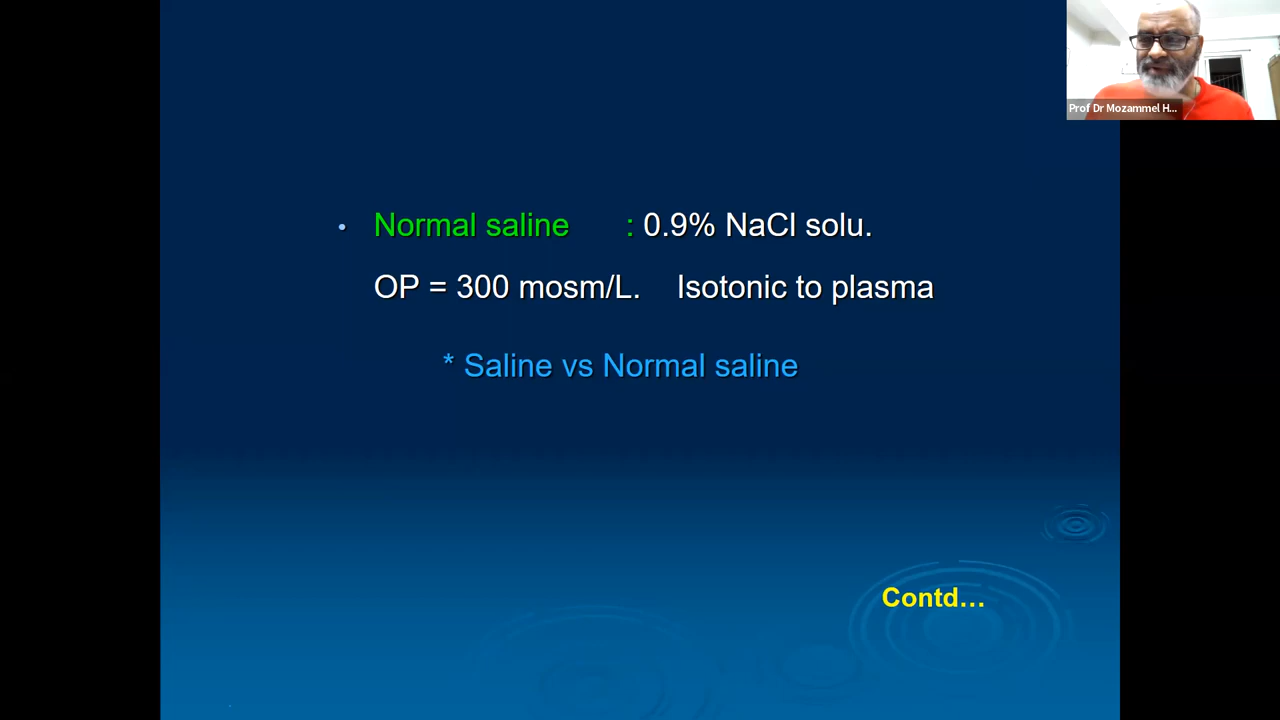 Prof Dr Mozammel H...
• Normal saline : 0.9% NaCl solu.
OP = 300 mosm/L. Isotonic to plasma
* Saline vs Normal saline
Contd…